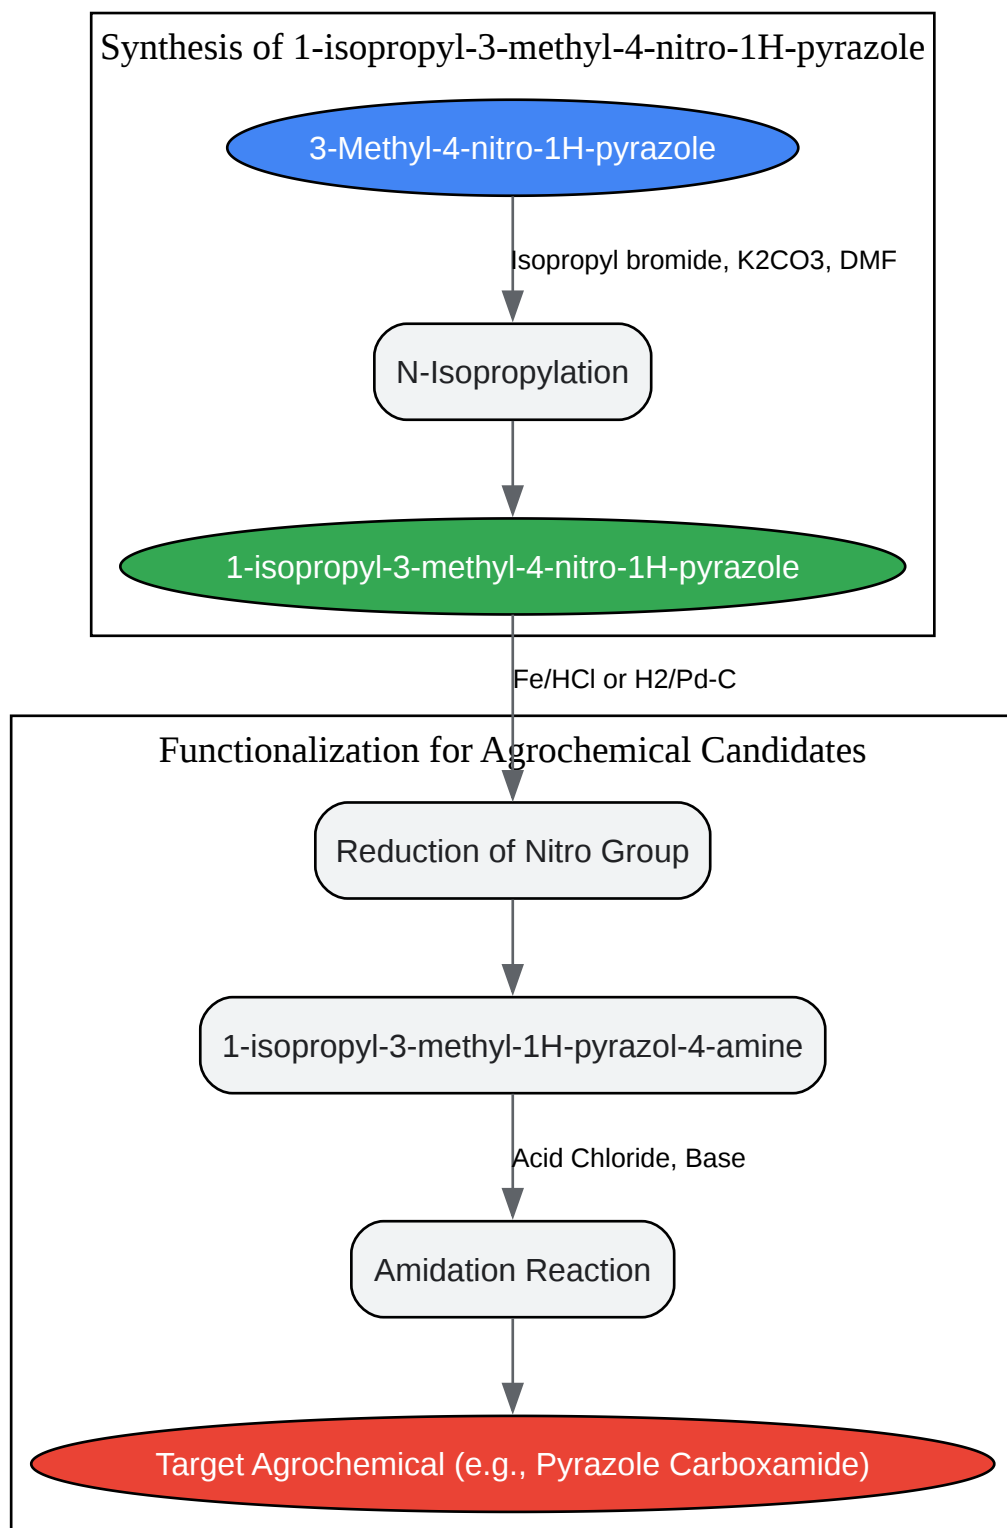 Synthesis of 1-isopropyl-3-methyl-4-nitro-1H-pyrazole
3-Methyl-4-nitro-1H-pyrazole
Isopropyl bromide, K2CO3, DMF
N-Isopropylation
1-isopropyl-3-methyl-4-nitro-1H-pyrazole
Fe/HCl or H2/Pd-C
Functionalization for Agrochemical Candidates
Reduction of Nitro Group
1-isopropyl-3-methyl-1H-pyrazol-4-amine
Acid Chloride, Base
Amidation Reaction
Target Agrochemical (e.g., Pyrazole Carboxamide)